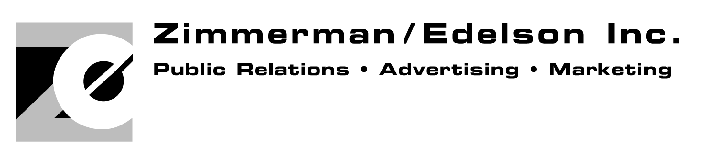 Zimmerman/Edelson Inc.
Public Relations • Advertising • Marketing